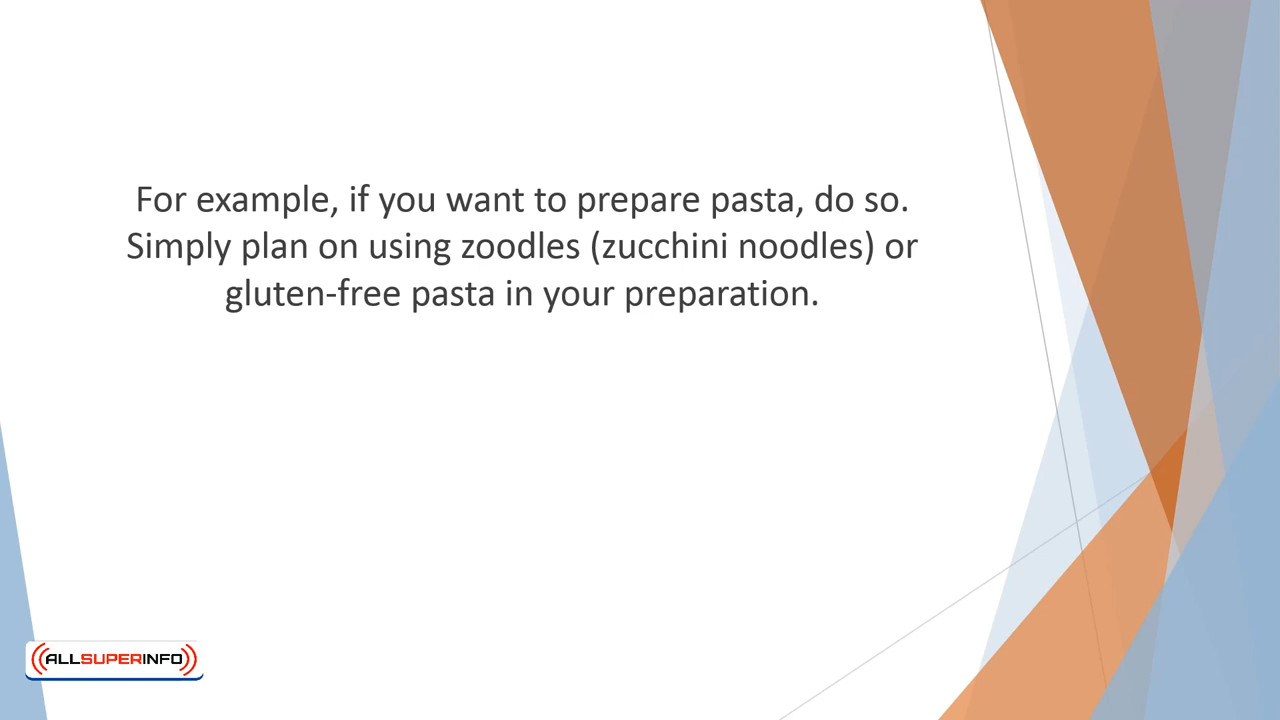 For example, if you want to prepare pasta, do so.
Simply plan on using zoodles (zucchini noodles) or
gluten-free pasta in your preparation.
ALLSUPERINFO